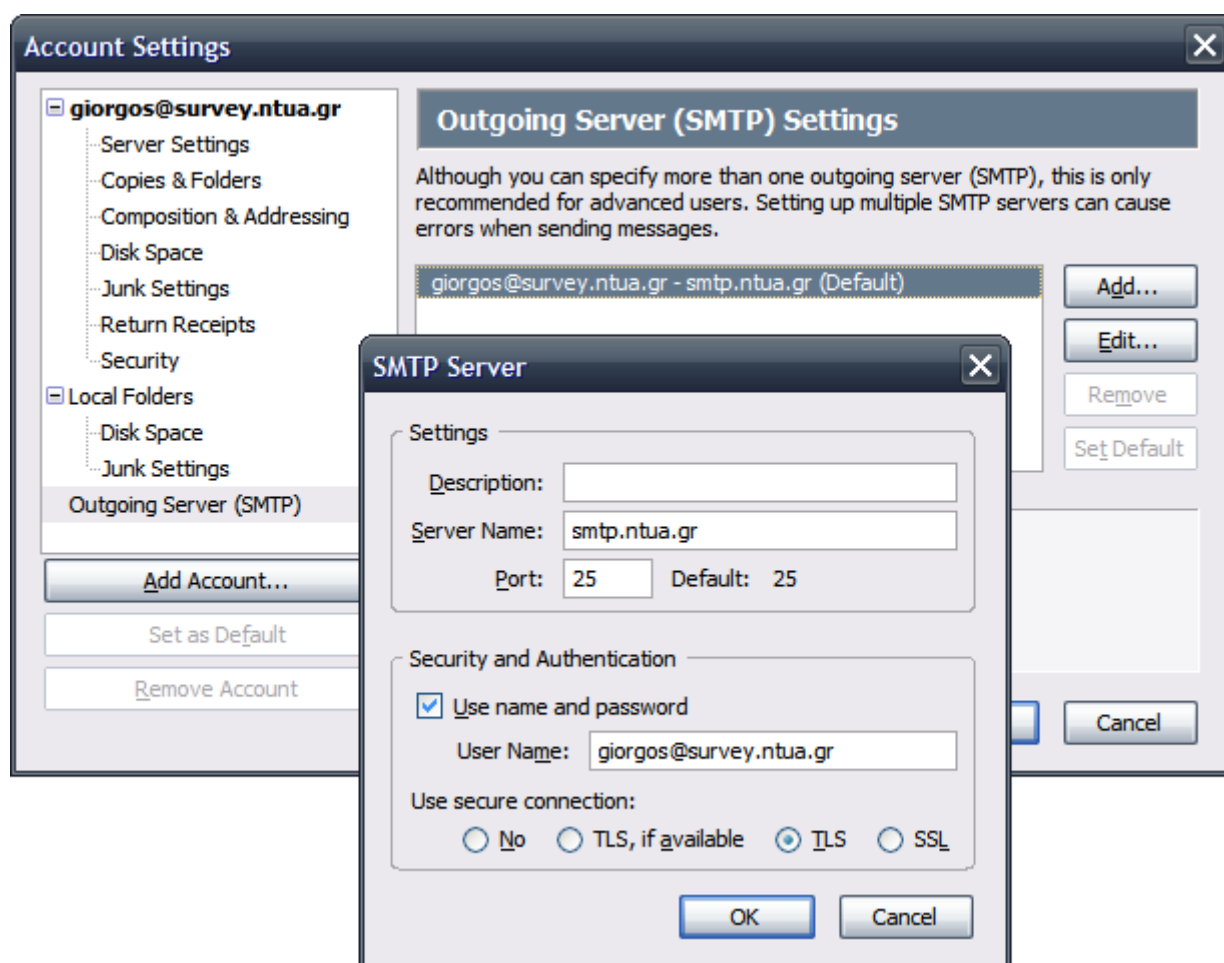 Account Settings
giorgos@survey.ntua.gr
Server Settings
Copies & Folders
Composition & Addressing
Disk Space
Junk Settings
Return Receipts
Security
Local Folders
Disk Space
Junk Settings
Outgoing Server (SMTP)
Add Account...
Set as Default
Remove Account
Outgoing Server (SMTP) Settings
Although you can specify more than one outgoing server (SMTP), this is only
recommended for advanced users. Setting up multiple SMTP servers can cause
errors when sending messages.
giorgos@survey.ntua.gr - smtp.ntua.gr (Default)
Add...
Edit...
Remove
Set Default
Cancel
SMTP Server
Settings
Description:
Server Name: smtp.ntua.gr
Port: 25 Default: 25
Security and Authentication
Use name and password
User Name: giorgos@survey.ntua.gr
Use secure connection:
No TLS, if available TLS SSL
OK Cancel